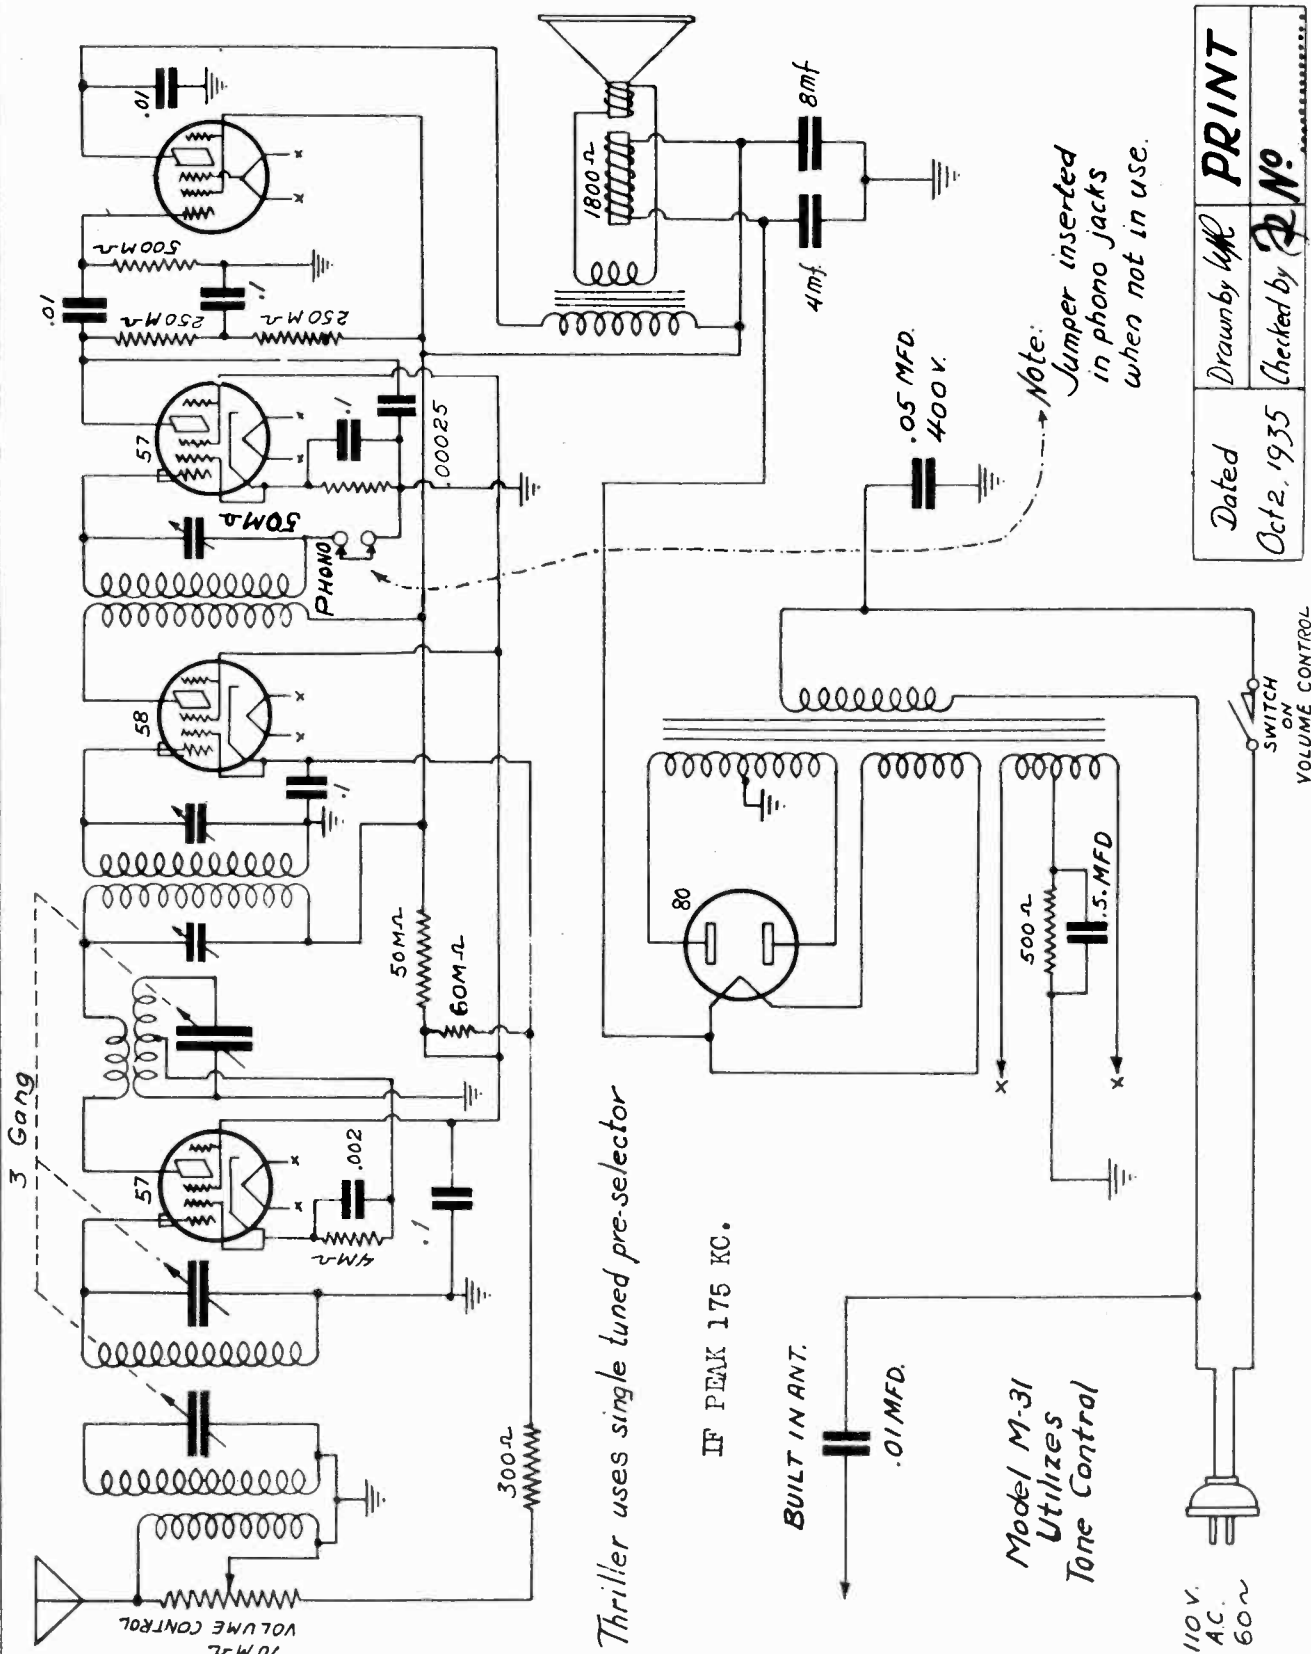 3 Gang
VOLUME CONTROL
57
4MΩ
.002
.1
300Ω
50MΩ
60MΩ
58
.1
PHONO
50MΩ
57
.1
.00025
.01
250MΩ
250MΩ
.1
500MΩ
.01
1800Ω
4mf.
8mf
Thriller uses single tuned pre-selector
IF PEAK 175 KC.
BUILT IN ANT.
.01 MFD.
Model M-31
Utilizes
Tone Control
110 V.
A.C.
60~
80
500Ω
.5. MFD
x
x
x
x
x
x
x
x
x
x
.05 MFD.
400 V.
Note:
Jumper inserted
in phono jacks
when not in use.
SWITCH
ON
VOLUME CONTROL
Dated
Oct 2, 1935
Drawn by
Checked by
PRINT
No.